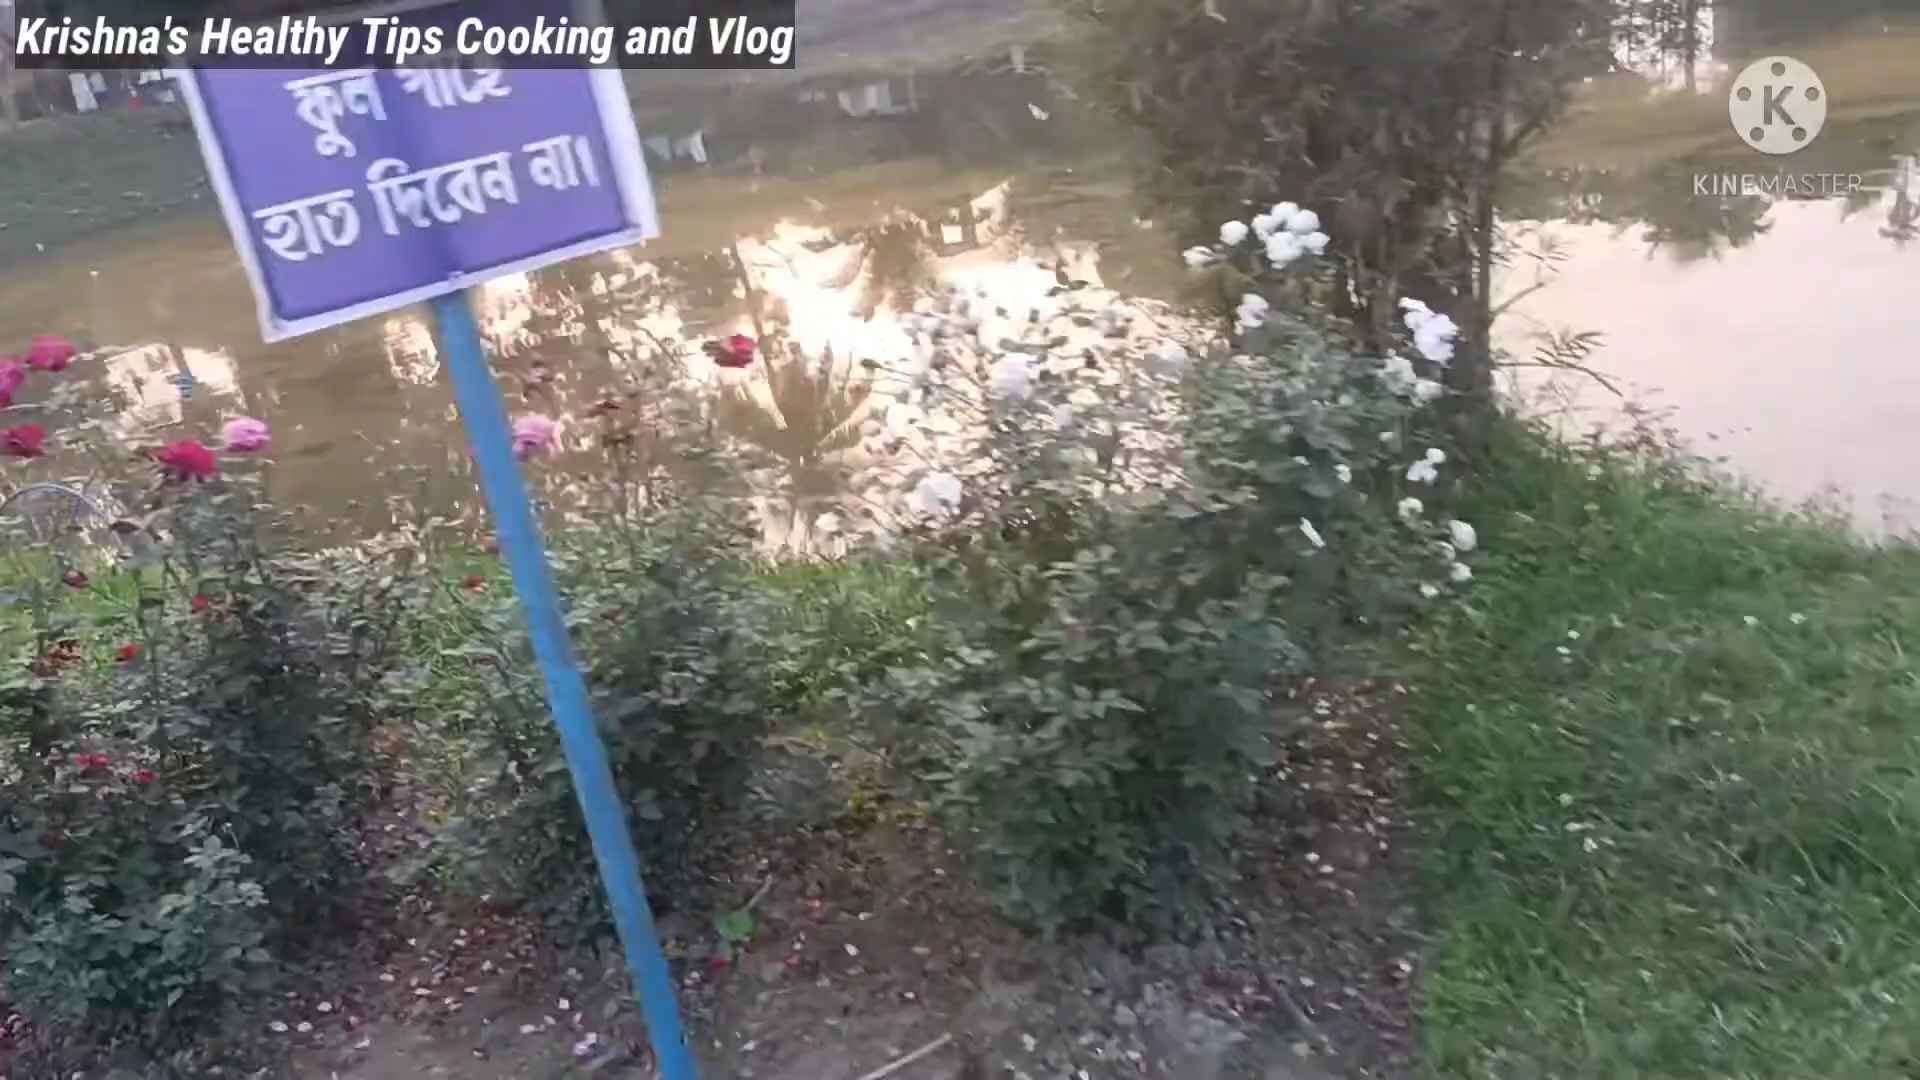 Krishna's Healthy Tips Cooking and Vlog
ফুল গাছে
হাত দিবেন না।
K
KINEMASTER